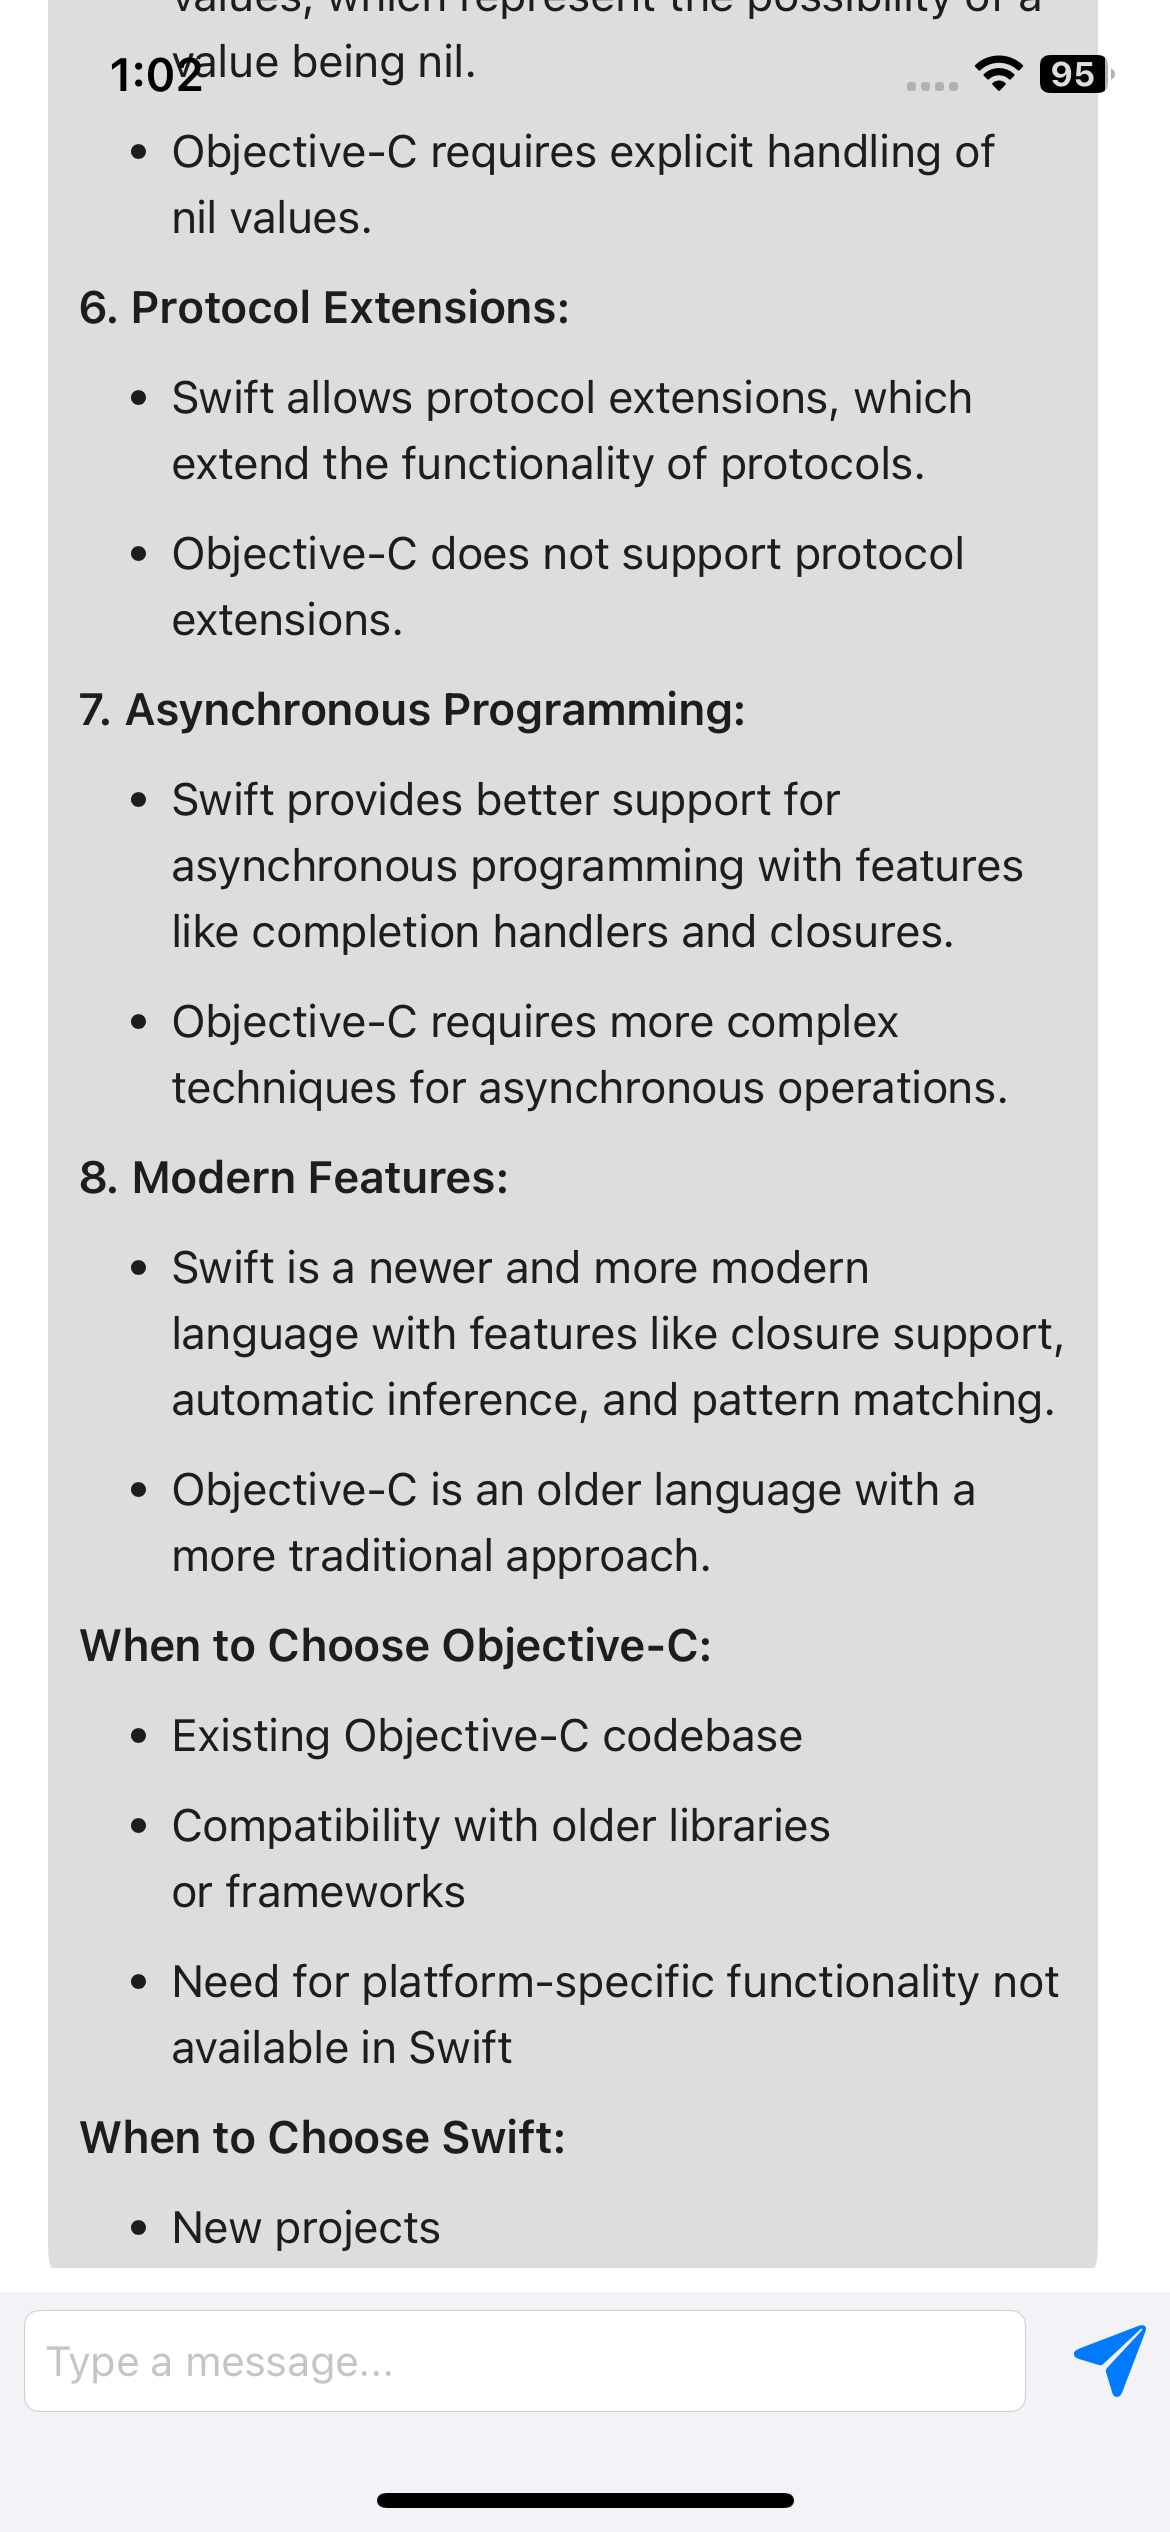 values, which represent the possibility of a
value being nil.
1:02
95
• Objective-C requires explicit handling of
nil values.
6. Protocol Extensions:
• Swift allows protocol extensions, which
extend the functionality of protocols.
• Objective-C does not support protocol
extensions.
7. Asynchronous Programming:
• Swift provides better support for
asynchronous programming with features
like completion handlers and closures.
• Objective-C requires more complex
techniques for asynchronous operations.
8. Modern Features:
• Swift is a newer and more modern
language with features like closure support,
automatic inference, and pattern matching.
• Objective-C is an older language with a
more traditional approach.
When to Choose Objective-C:
• Existing Objective-C codebase
• Compatibility with older libraries
or frameworks
• Need for platform-specific functionality not
available in Swift
When to Choose Swift:
• New projects
Type a message...